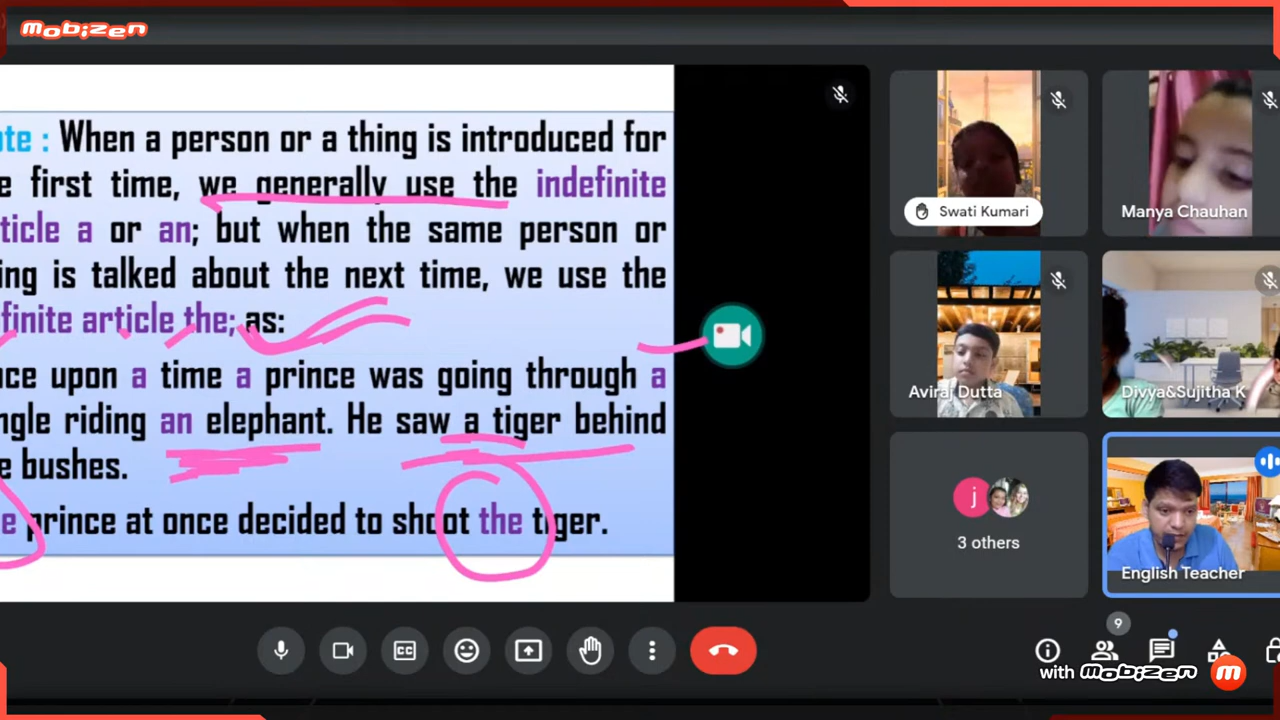 mobizen
ote : When a person or a thing is introduced for
e first time, we generally use the indefinite
ticle a or an; but when the same person or
ing is talked about the next time, we use the
finite article the; as:
nce upon a time a prince was going through a
ngle riding an elephant. He saw a tiger behind
e bushes.
e prince at once decided to shoot the tiger.
Swati Kumari
Manya Chauhan
Aviraj Dutta
Divya&Sujitha K
j
3 others
English Teacher
CC
9
with mobizen m